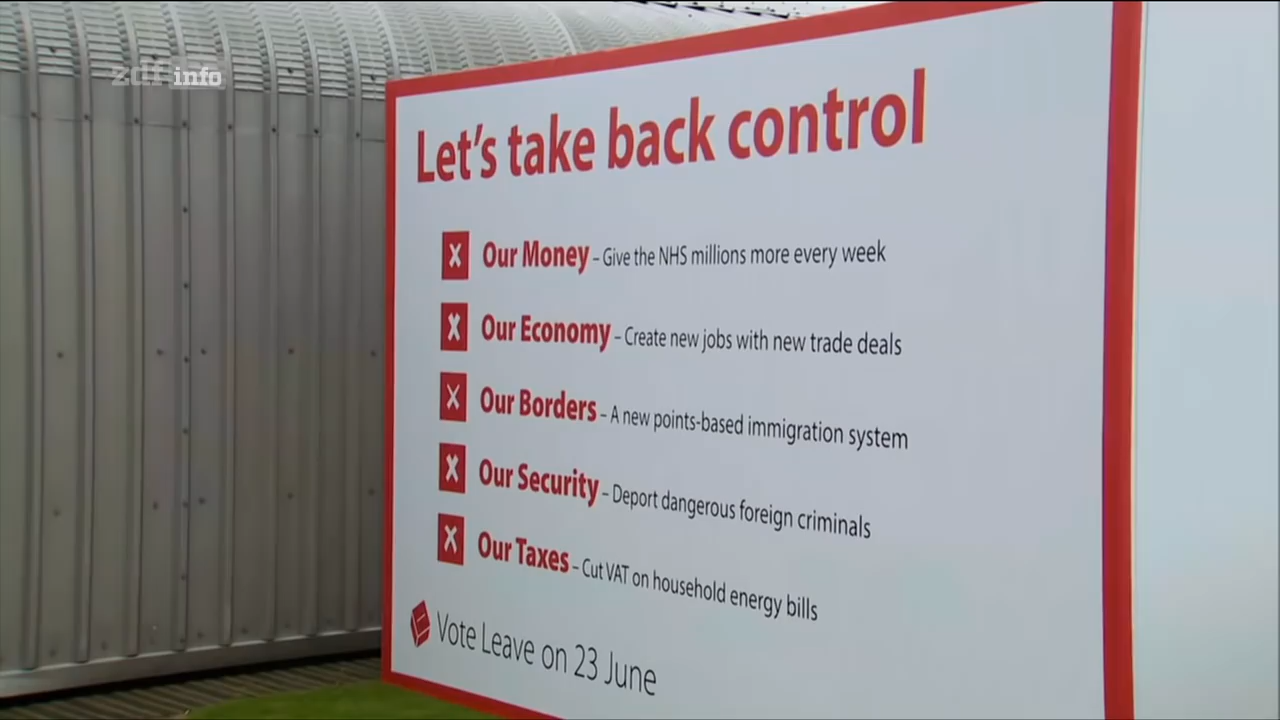 zdf info
Let's take back control
x Our Money – Give the NHS millions more every week
x Our Economy – Create new jobs with new trade deals
x Our Borders – A new points-based immigration system
x Our Security – Deport dangerous foreign criminals
x Our Taxes – Cut VAT on household energy bills
Vote Leave on 23 June